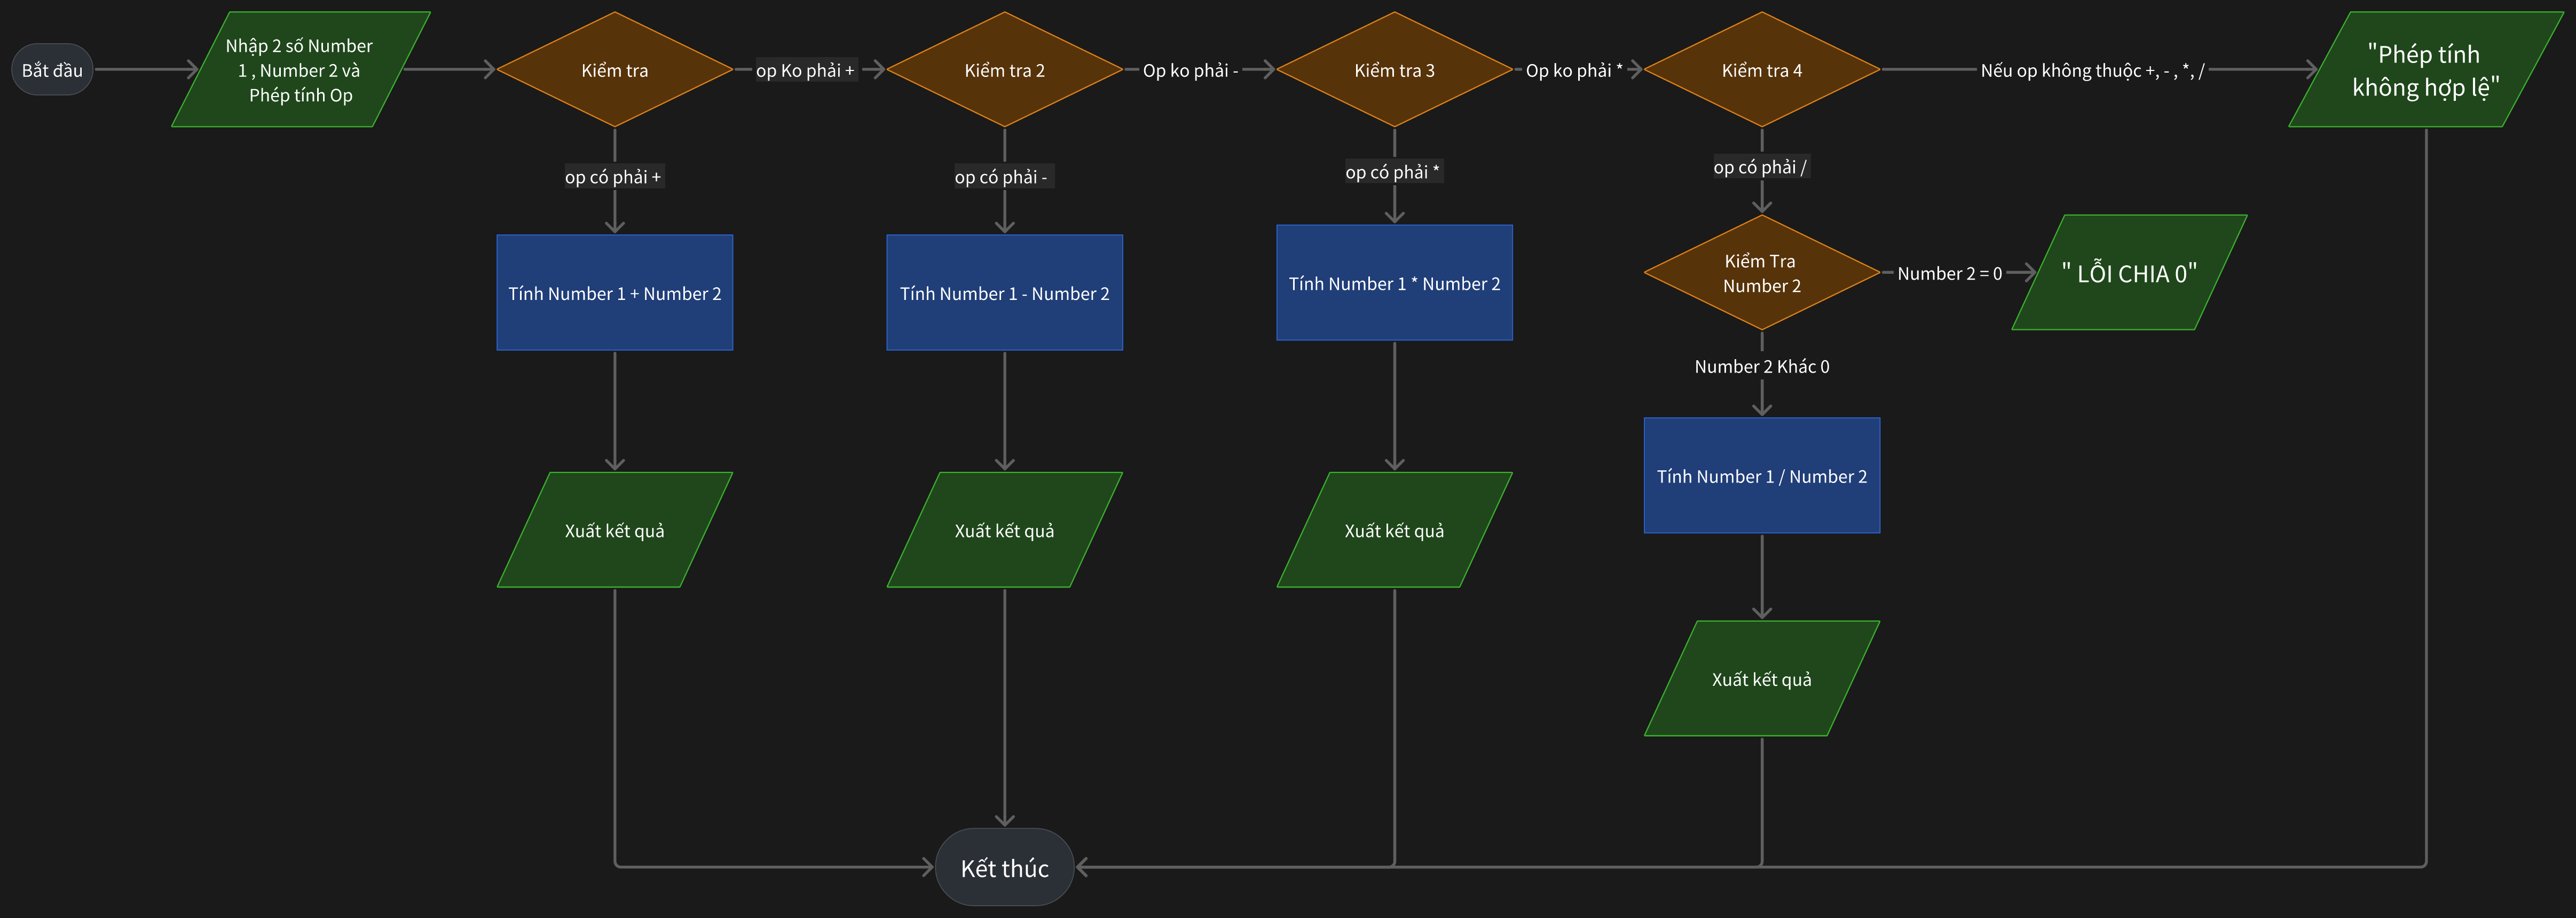 Bắt đầu
Nhập 2 số Number
1 , Number 2 và
Phép tính Op
Kiểm tra
op Ko phải +
Kiểm tra 2
Op ko phải -
Kiểm tra 3
Op ko phải *
Kiểm tra 4
Nếu op không thuộc +, - , *, /
"Phép tính
không hợp lệ"
op có phải +
op có phải -
op có phải *
op có phải /
Tính Number 1 + Number 2
Tính Number 1 - Number 2
Tính Number 1 * Number 2
Kiểm Tra
Number 2
Number 2 = 0
" LỖI CHIA 0"
Number 2 Khác 0
Tính Number 1 / Number 2
Xuất kết quả
Xuất kết quả
Xuất kết quả
Xuất kết quả
Kết thúc